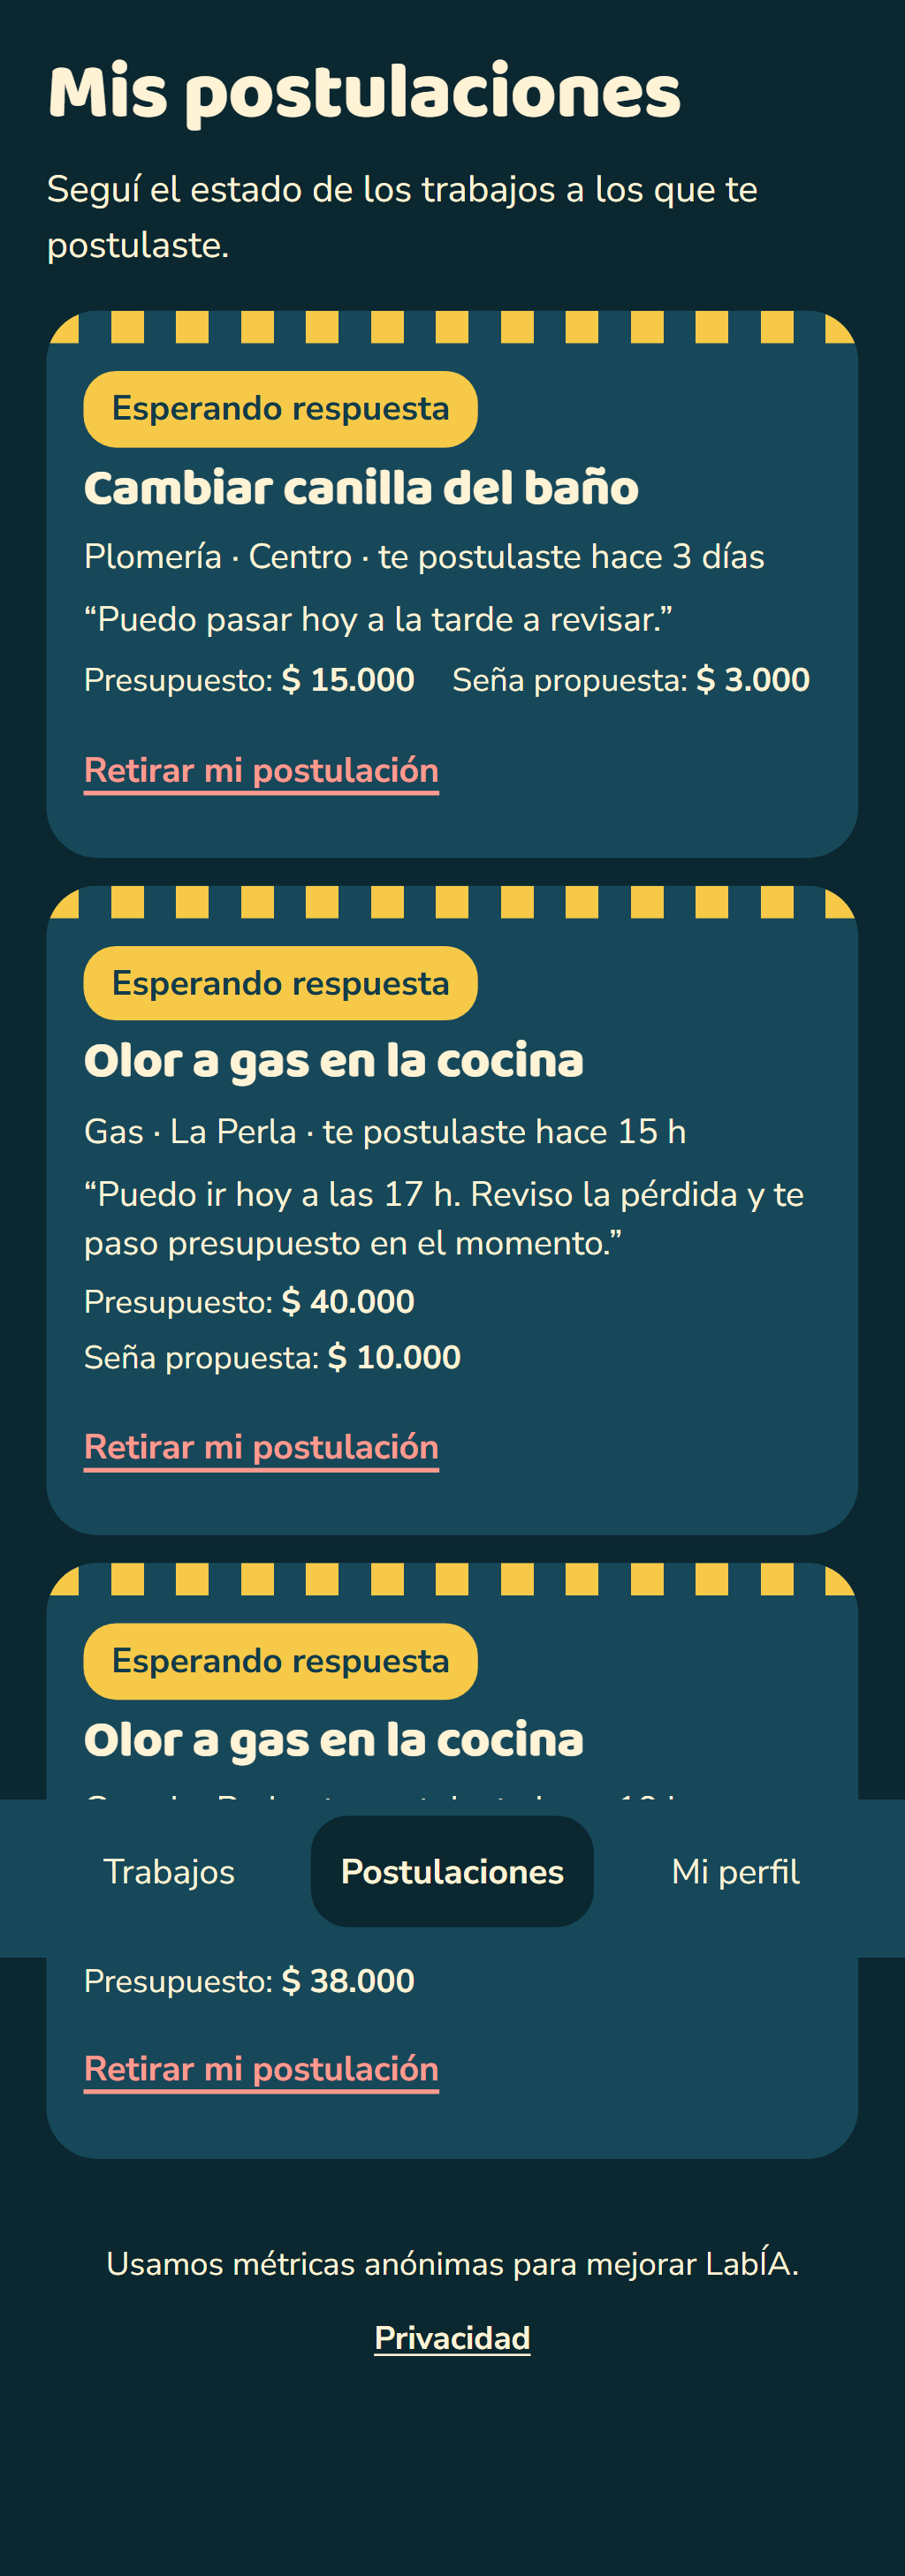 Mis postulaciones
Seguí el estado de los trabajos a los que te
postulaste.
Esperando respuesta
Cambiar canilla del baño
Plomería · Centro · te postulaste hace 3 días
“Puedo pasar hoy a la tarde a revisar.”
Presupuesto: $ 15.000 Seña propuesta: $ 3.000
Retirar mi postulación
Esperando respuesta
Olor a gas en la cocina
Gas · La Perla · te postulaste hace 15 h
“Puedo ir hoy a las 17 h. Reviso la pérdida y te
paso presupuesto en el momento.”
Presupuesto: $ 40.000
Seña propuesta: $ 10.000
Retirar mi postulación
Esperando respuesta
Olor a gas en la cocina
Trabajos Postulaciones Mi perfil
Presupuesto: $ 38.000
Retirar mi postulación
Usamos métricas anónimas para mejorar LabÍA.
Privacidad